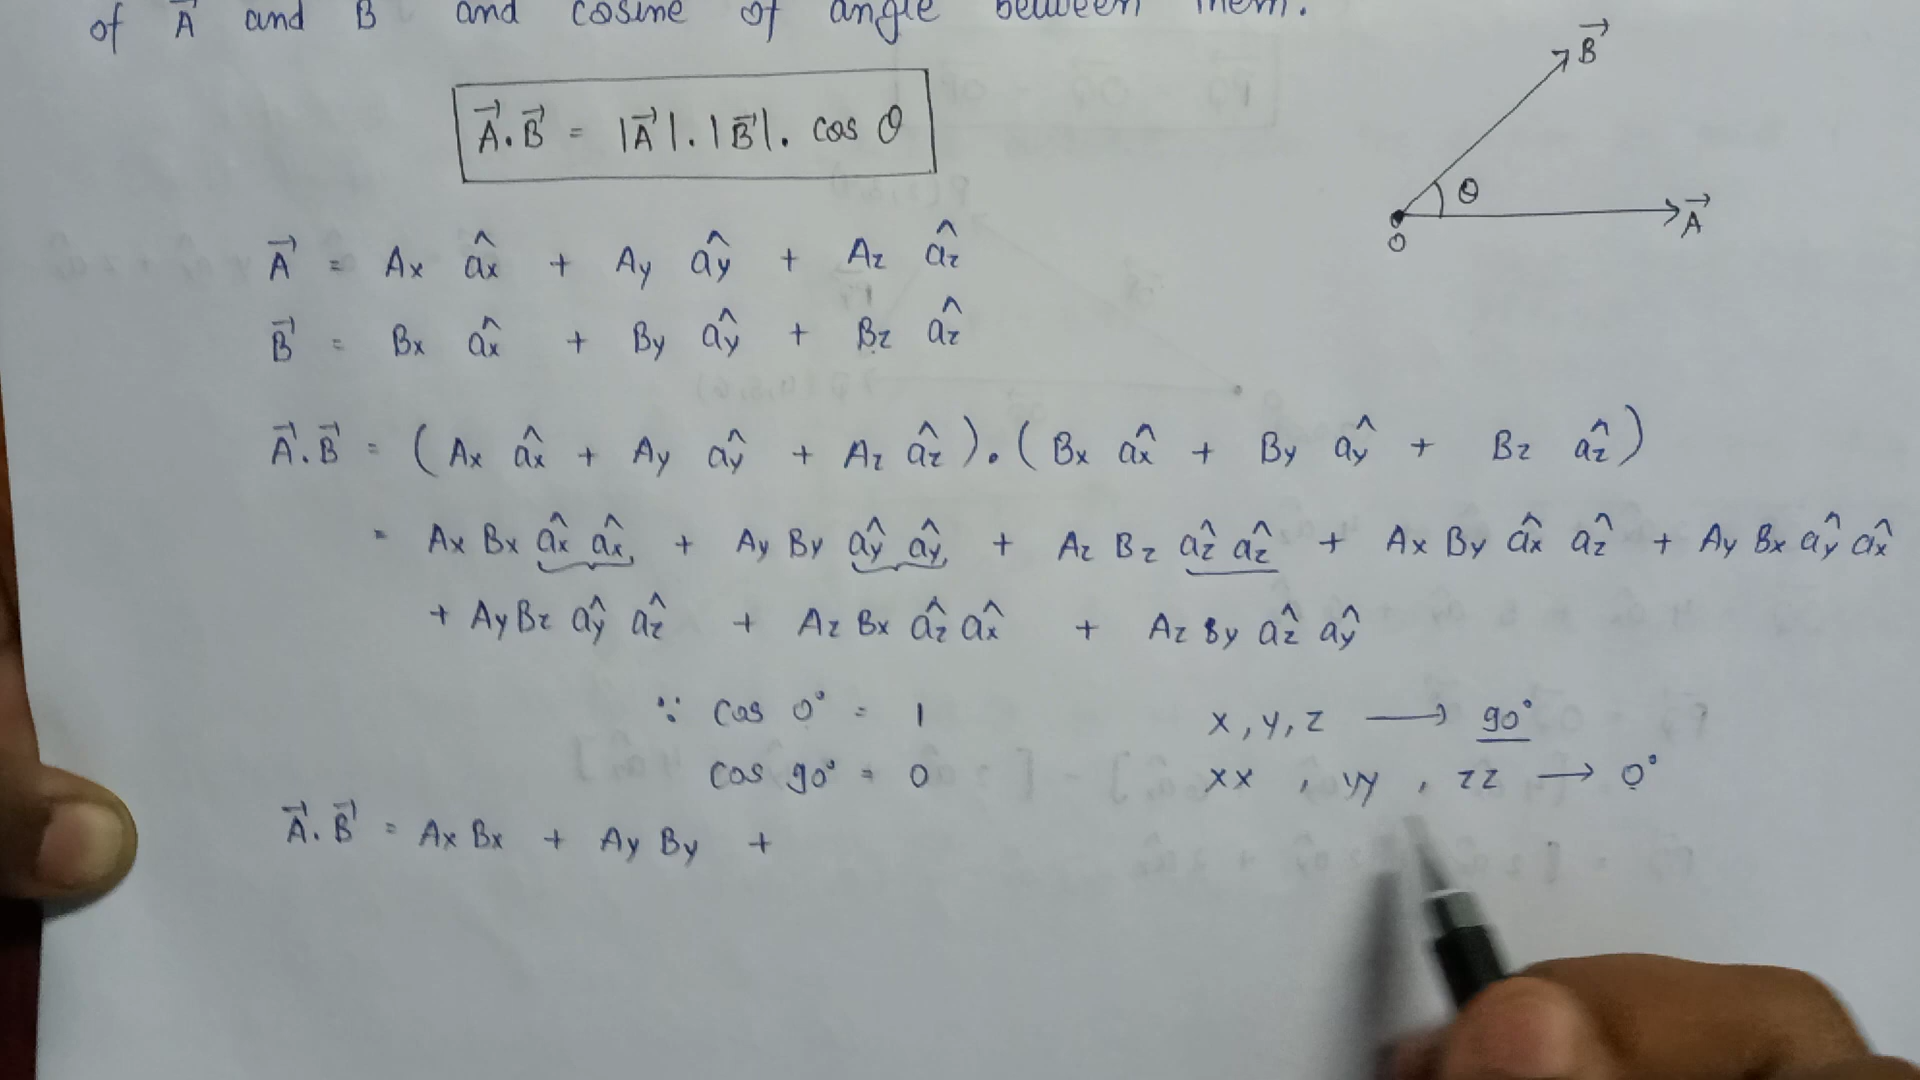 of A⃗ and B⃗ and cosine of angle between them.
A⃗.B⃗ = |A⃗|.|B⃗|. cos θ
B⃗
θ
A⃗
O
A⃗ = Ax âx + Ay ây + Az âz
B⃗ = Bx âx + By ây + Bz âz
A⃗.B⃗ = (Ax âx + Ay ây + Az âz).(Bx âx + By ây + Bz âz)
= Ax Bx âx âx + Ay By ây ây + Az Bz âz âz + Ax By âx âz + Ay Bx ây âx
+ Ay Bz ây âz + Az Bx âz âx + Az By âz ây
∵ cos 0° = 1 x, y, z ⟶ 90°
cos 90° = 0 xx, yy, zz ⟶ 0°
A⃗.B⃗ = Ax Bx + Ay By +